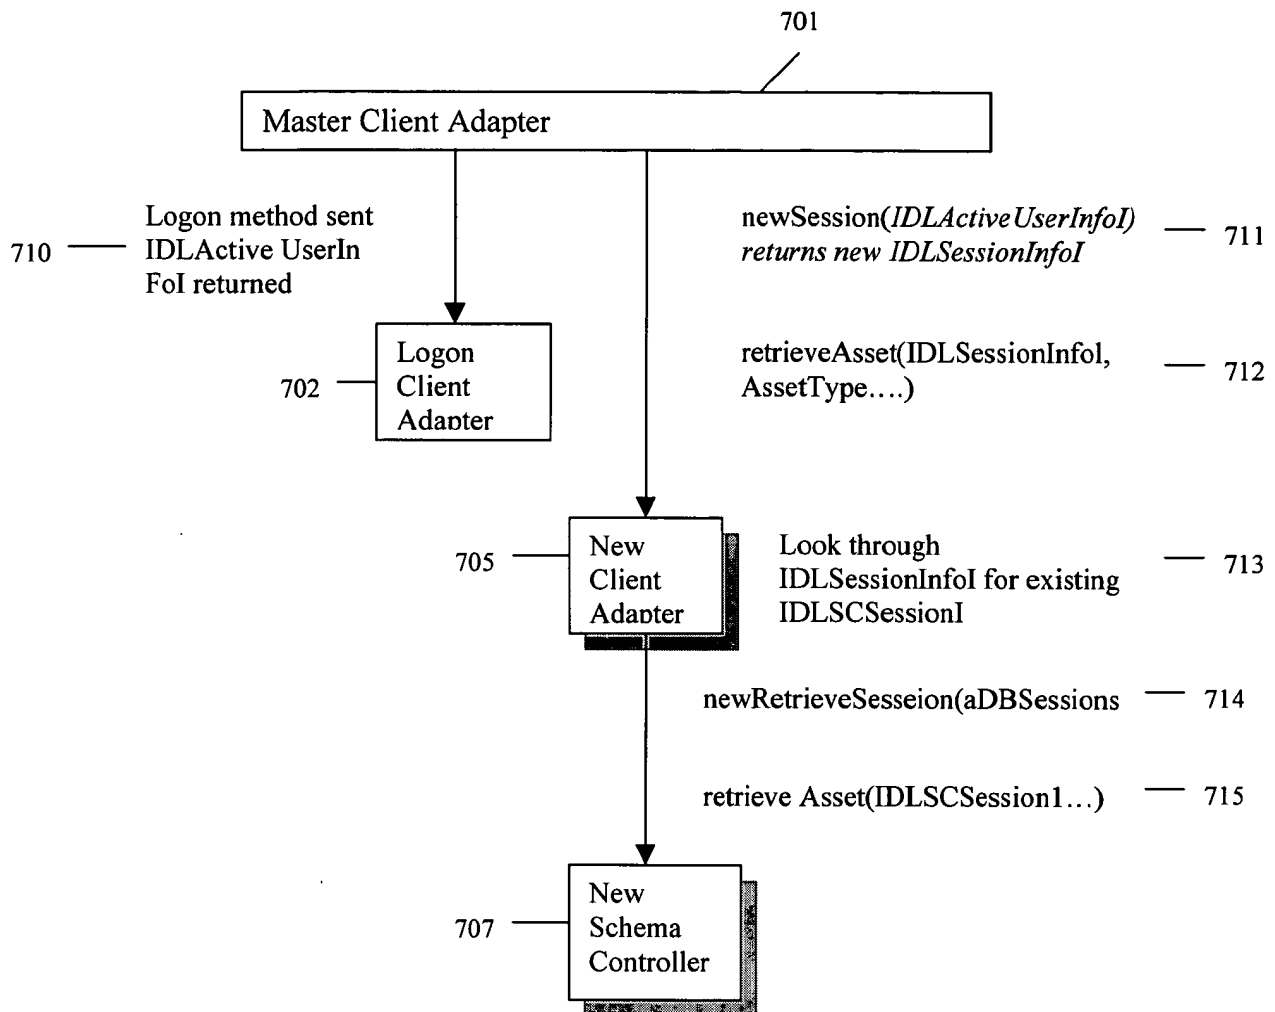 701
Master Client Adapter
710
Logon method sent
IDLActive UserIn
FoI returned
newSession(IDLActiveUserInfoI)
returns new IDLSessionInfoI
711
702
Logon
Client
Adapter
retrieveAsset(IDLSessionInfoI,
AssetType....)
712
705
New
Client
Adapter
Look through
IDLSessionInfoI for existing
IDLSCSessionI
713
newRetrieveSesseion(aDBSessions
714
retrieve Asset(IDLSCSession1...)
715
707
New
Schema
Controller